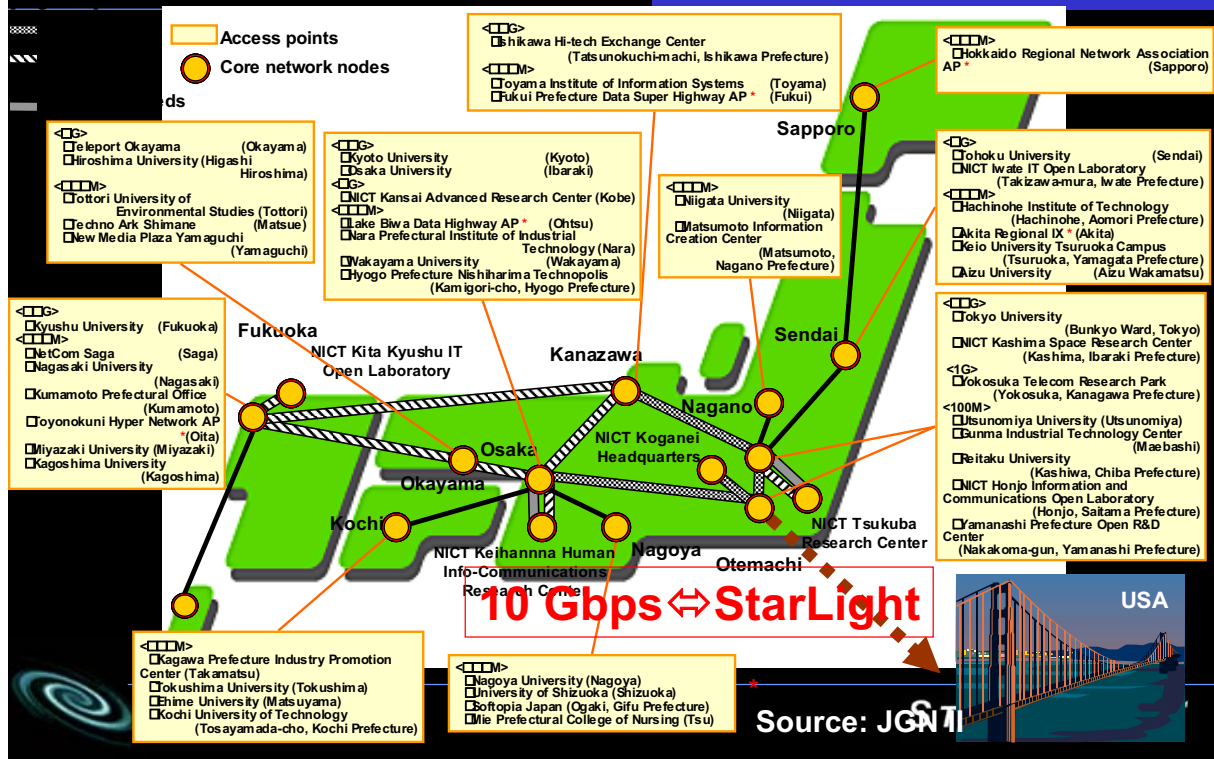 Access points
Core network nodes
eds
<□□G>
□Ishikawa Hi-tech Exchange Center
(Tatsunokuchi-machi, Ishikawa Prefecture)
<□□□M>
□Toyama Institute of Information Systems (Toyama)
□Fukui Prefecture Data Super Highway AP * (Fukui)
<□□□M>
□Hokkaido Regional Network Association
AP * (Sapporo)
Sapporo
<□G>
□Teleport Okayama (Okayama)
□Hiroshima University (Higashi
Hiroshima)
<□□□M>
□Tottori University of
Environmental Studies (Tottori)
□Techno Ark Shimane (Matsue)
□New Media Plaza Yamaguchi
(Yamaguchi)
<□□G>
□Kyoto University (Kyoto)
□Osaka University (Ibaraki)
<□G>
□NICT Kansai Advanced Research Center (Kobe)
<□□□M>
□Lake Biwa Data Highway AP * (Ohtsu)
□Nara Prefectural Institute of Industrial
Technology (Nara)
□Wakayama University (Wakayama)
□Hyogo Prefecture Nishiharima Technopolis
(Kamigori-cho, Hyogo Prefecture)
<□□□M>
□Niigata University
(Niigata)
□Matsumoto Information
Creation Center
(Matsumoto,
Nagano Prefecture)
<□G>
□Tohoku University (Sendai)
□NICT Iwate IT Open Laboratory
(Takizawa-mura, Iwate Prefecture)
<□□□M>
□Hachinohe Institute of Technology
(Hachinohe, Aomori Prefecture)
□Akita Regional IX * (Akita)
□Keio University Tsuruoka Campus
(Tsuruoka, Yamagata Prefecture)
□Aizu University (Aizu Wakamatsu)
<□□G>
□Kyushu University (Fukuoka)
<□□□M>
□NetCom Saga (Saga)
□Nagasaki University
(Nagasaki)
□Kumamoto Prefectural Office
(Kumamoto)
□Toyonokuni Hyper Network AP
*(Oita)
□Miyazaki University (Miyazaki)
□Kagoshima University
(Kagoshima)
Fukuoka
NICT Kita Kyushu IT
Open Laboratory
Kanazawa
Sendai
Nagano
NICT Koganei
Headquarters
Osaka
Okayama
Kochi
NICT Keihannna Human
Info-Communications
Research Center
Nagoya
Otemachi
NICT Tsukuba
Research Center
<□□G>
□Tokyo University
(Bunkyo Ward, Tokyo)
□NICT Kashima Space Research Center
(Kashima, Ibaraki Prefecture)
<1G>
□Yokosuka Telecom Research Park
(Yokosuka, Kanagawa Prefecture)
<100M>
□Utsunomiya University (Utsunomiya)
□Gunma Industrial Technology Center
(Maebashi)
□Reitaku University
(Kashiwa, Chiba Prefecture)
□NICT Honjo Information and
Communications Open Laboratory
(Honjo, Saitama Prefecture)
□Yamanashi Prefecture Open R&D
Center
(Nakakoma-gun, Yamanashi Prefecture)
10 Gbps⇔StarLight
USA
<□□□M>
□Kagawa Prefecture Industry Promotion
Center (Takamatsu)
□Tokushima University (Tokushima)
□Ehime University (Matsuyama)
□Kochi University of Technology
(Tosayamada-cho, Kochi Prefecture)
<□□□M>
□Nagoya University (Nagoya)
□University of Shizuoka (Shizuoka)
□Softopia Japan (Ogaki, Gifu Prefecture)
□Mie Prefectural College of Nursing (Tsu)
*
Source: JGN II